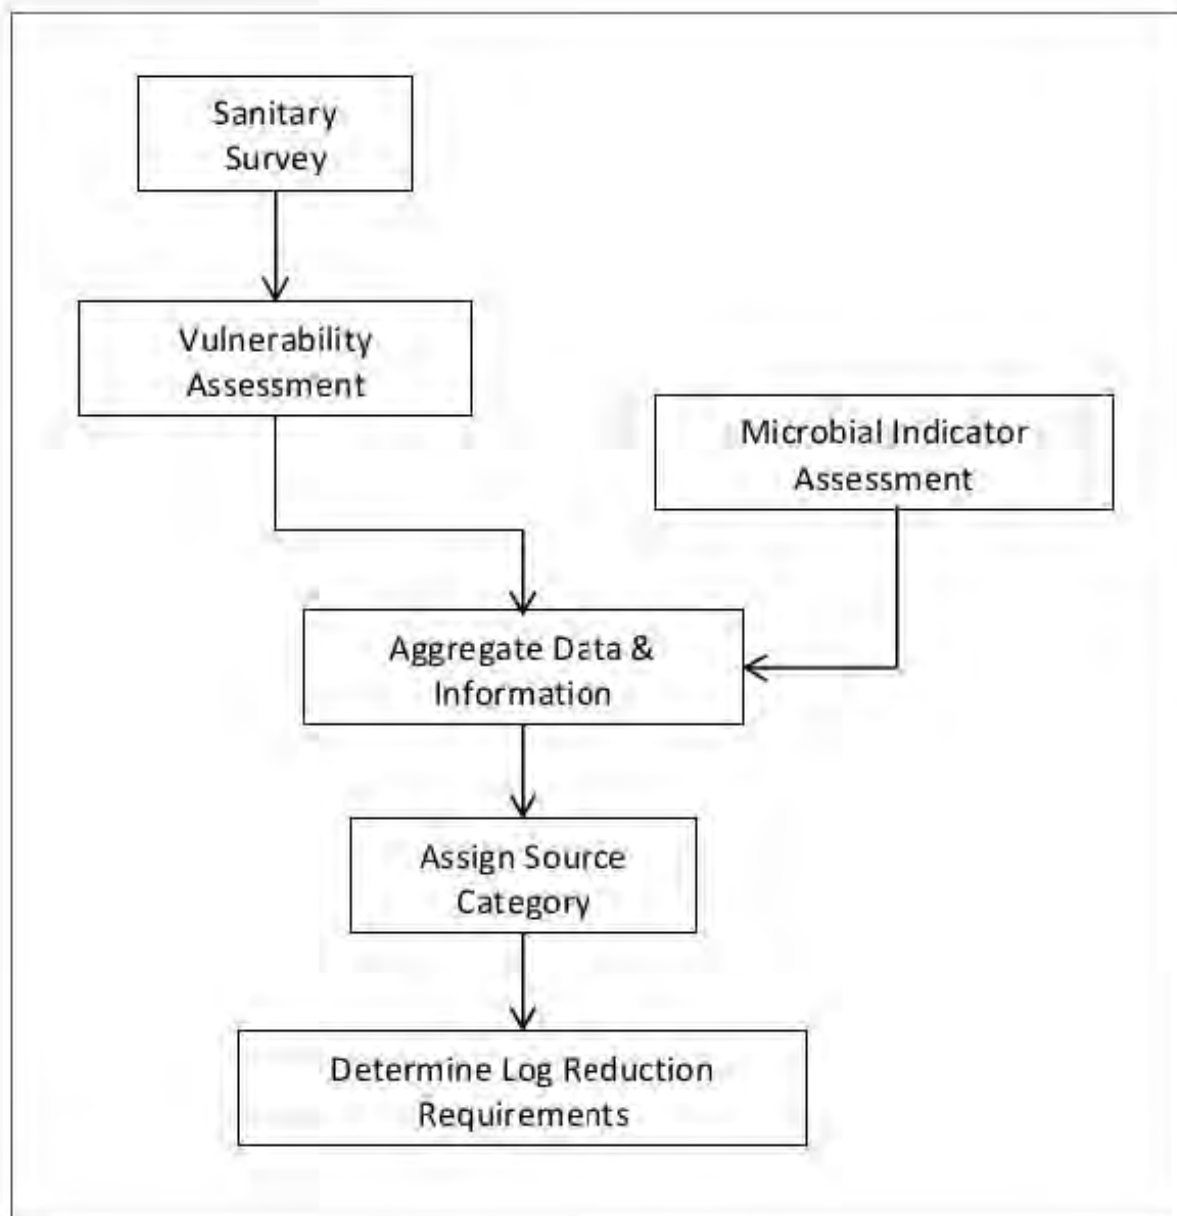 Sanitary
Survey
Vulnerability
Assessment
Microbial Indicator
Assessment
Aggregate Data &
Information
Assign Source
Category
Determine Log Reduction
Requirements